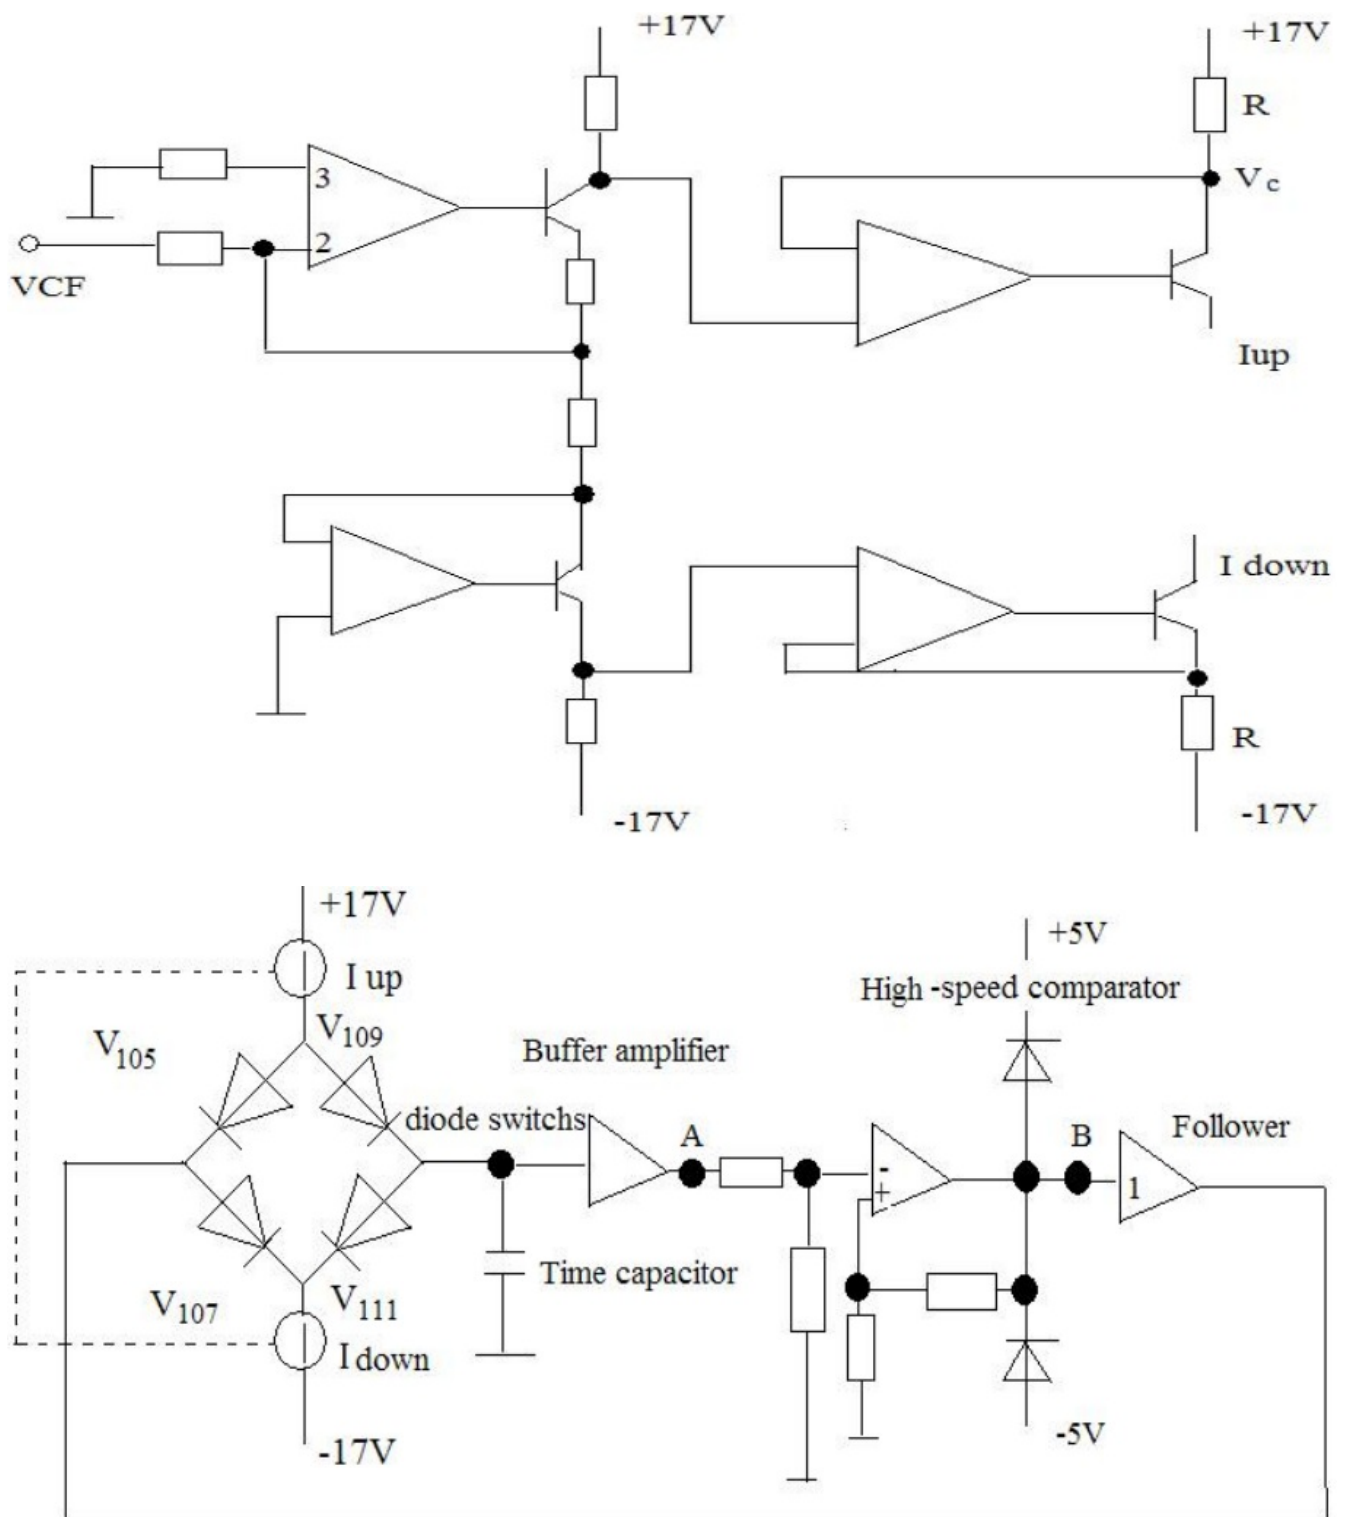 +17V
+17V
R
3
Vc
2
VCF
Iup
I down
R
-17V
-17V
+17V
+5V
I up
High -speed comparator
V105
V109
Buffer amplifier
diode switchs
A
B
Follower
-
+
1
Time capacitor
V107
V111
I down
-5V
-17V